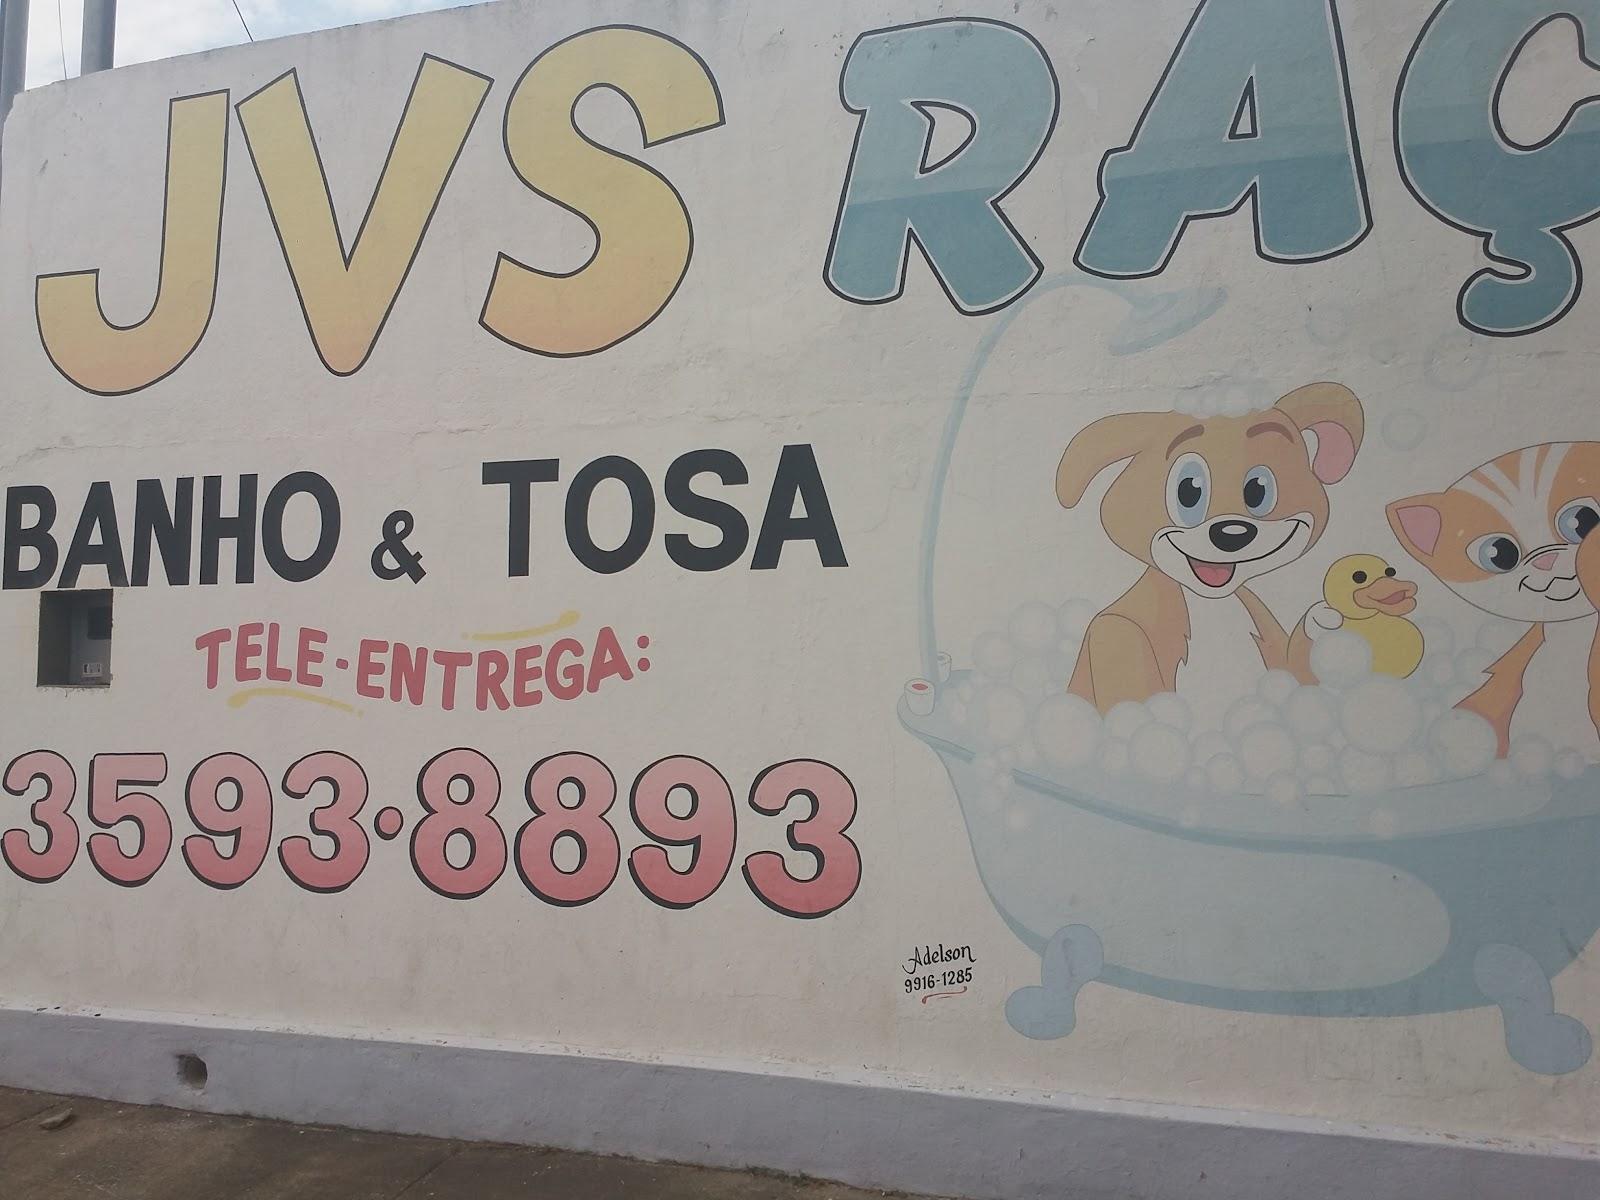 JVS RAÇ
BANHO & TOSA
TELE-ENTREGA:
3593·8893
Adelson
9916-1285